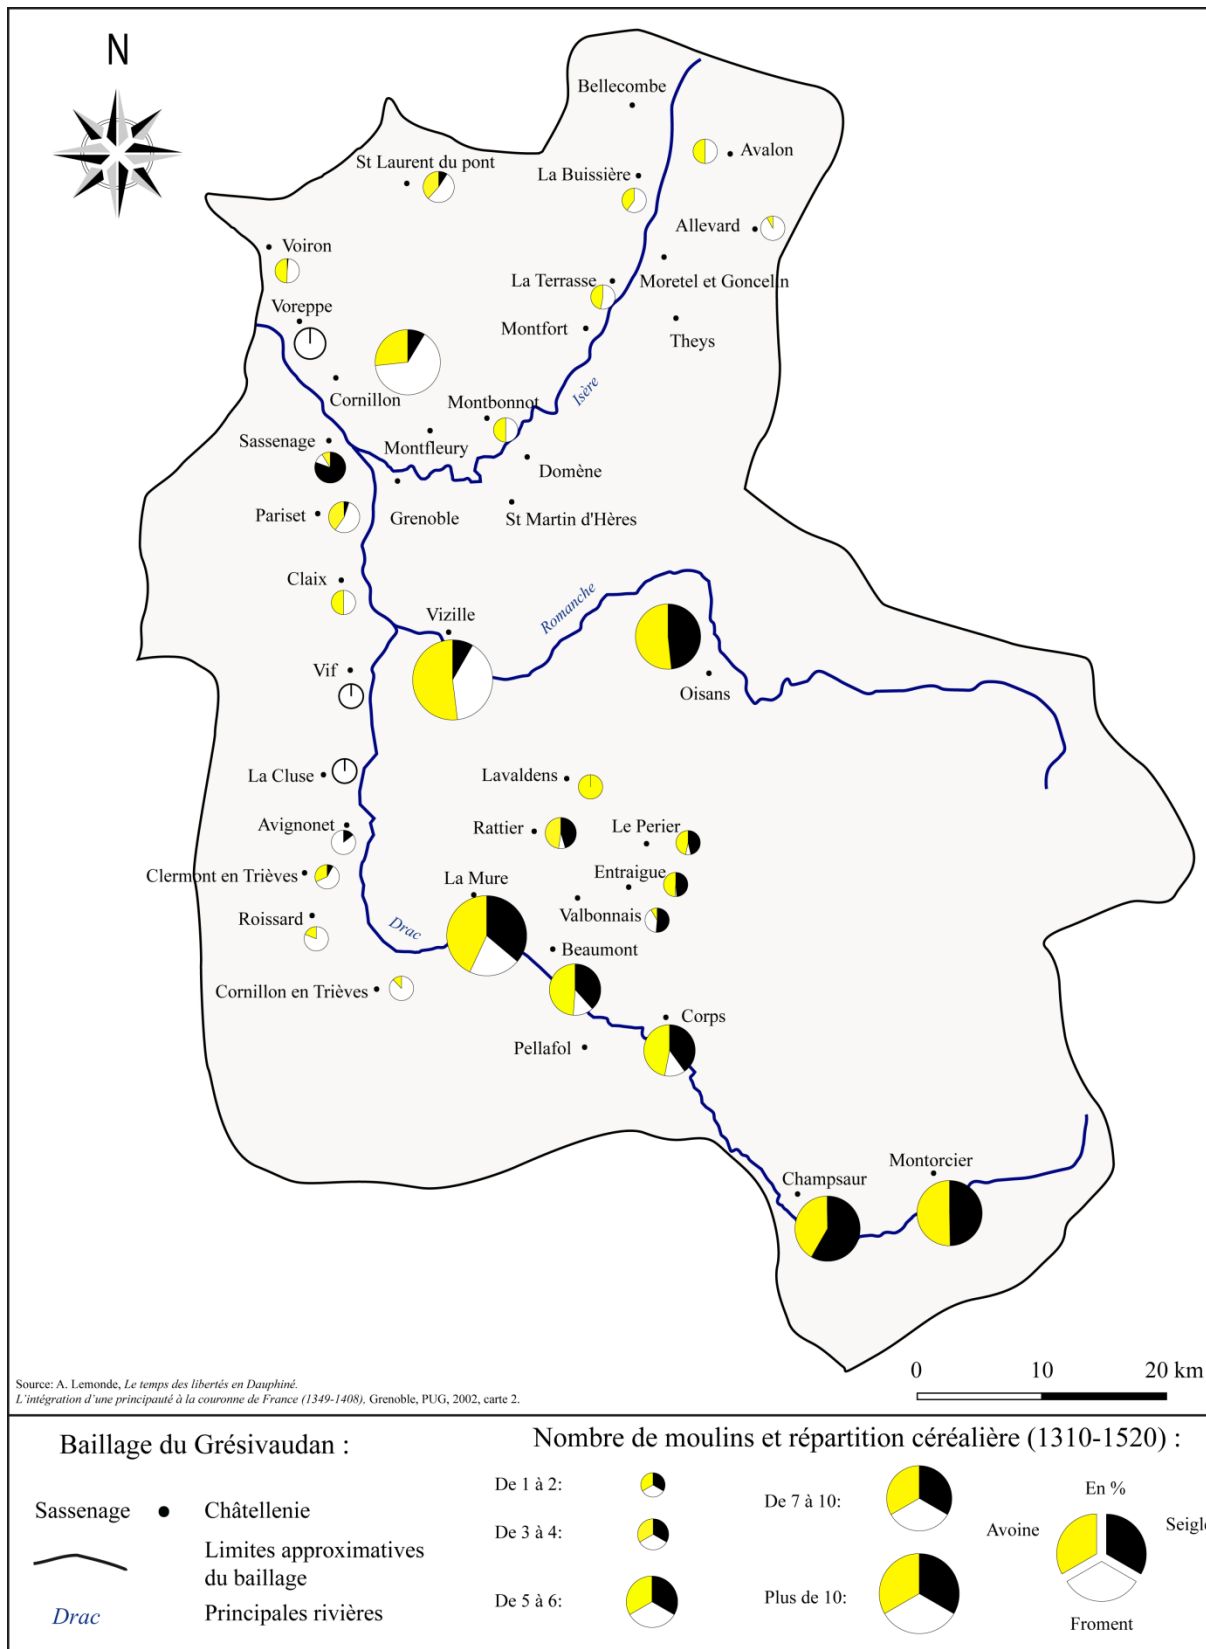 N
Bellecombe
Avalon
St Laurent du pont
La Buissière
Allevard
Voiron
La Terrasse
Moretel et Goncelin
Voreppe
Montfort
Theys
Cornillon
Isère
Montbonnot
Sassenage
Montfleury
Domène
Pariset
Grenoble
St Martin d'Hères
Claix
Romanche
Vizille
Vif
Oisans
La Cluse
Lavaldens
Avignonet
Rattier
Le Perier
Clermont en Trièves
La Mure
Entraigue
Roissard
Valbonnais
Drac
Beaumont
Cornillon en Trièves
Corps
Pellafol
Montorcier
Champsaur
0 10 20 km
Source: A. Lemonde, Le temps des libertés en Dauphiné.
L'intégration d'une principauté à la couronne de France (1349-1408), Grenoble, PUG, 2002, carte 2.
Baillage du Grésivaudan :
Sassenage Châtellenie
Limites approximatives
du baillage
Drac Principales rivières
Nombre de moulins et répartition céréalière (1310-1520) :
De 1 à 2:
De 3 à 4:
De 5 à 6:
De 7 à 10:
Plus de 10:
En %
Avoine
Seigle
Froment